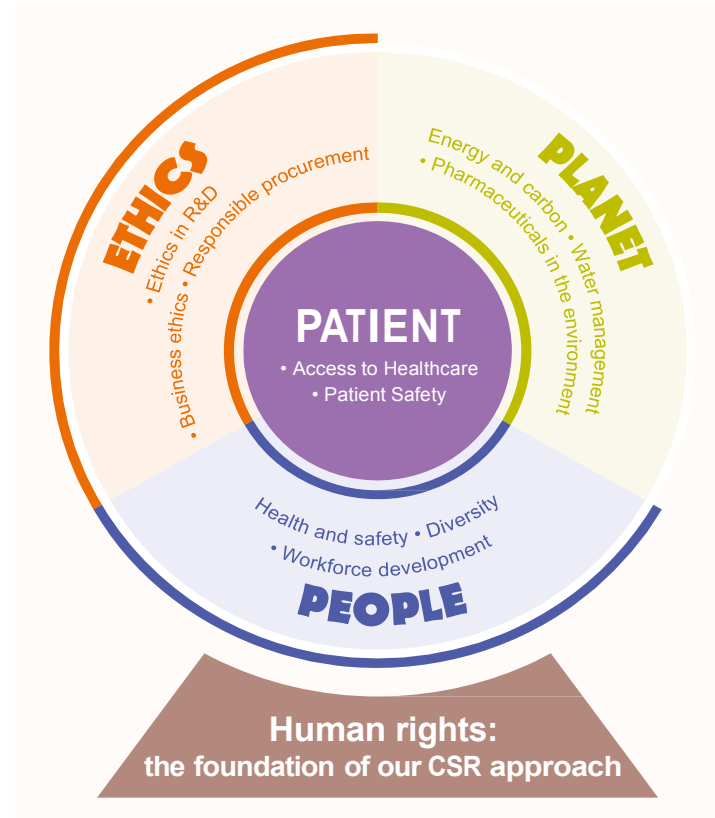 ETHICS
• Ethics in R&D
• Business ethics • Responsible procurement
PLANET
Energy and carbon • Water management
• Pharmaceuticals in the environment
PATIENT
• Access to Healthcare
• Patient Safety
Health and safety • Diversity
• Workforce development
PEOPLE
Human rights:
the foundation of our CSR approach